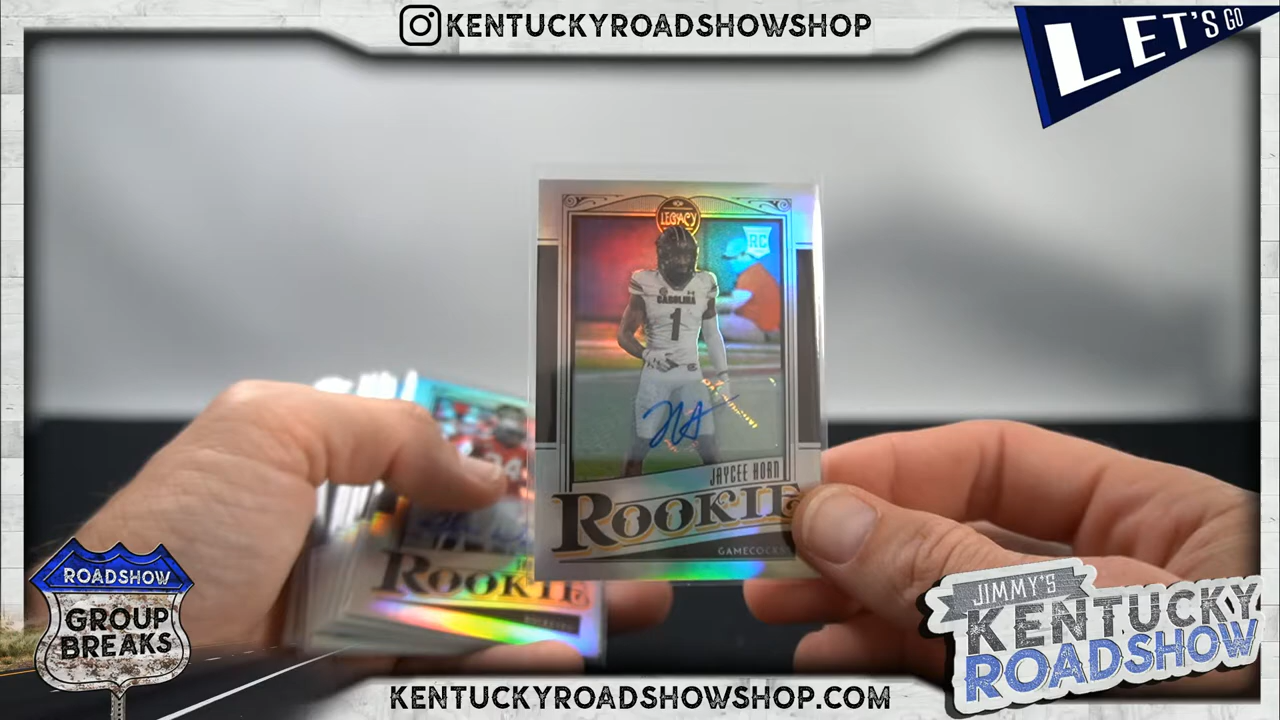 KENTUCKYROADSHOWSHOP
LET'S GO
LEGACY
RC
CAROLINA
1
JAYCEE HORN
ROOKIE
GAMECOCKS
ROOKIE
ROADSHOW
GROUP
BREAKS
JIMMY'S
KENTUCKY
ROADSHOW
KENTUCKYROADSHOWSHOP.COM